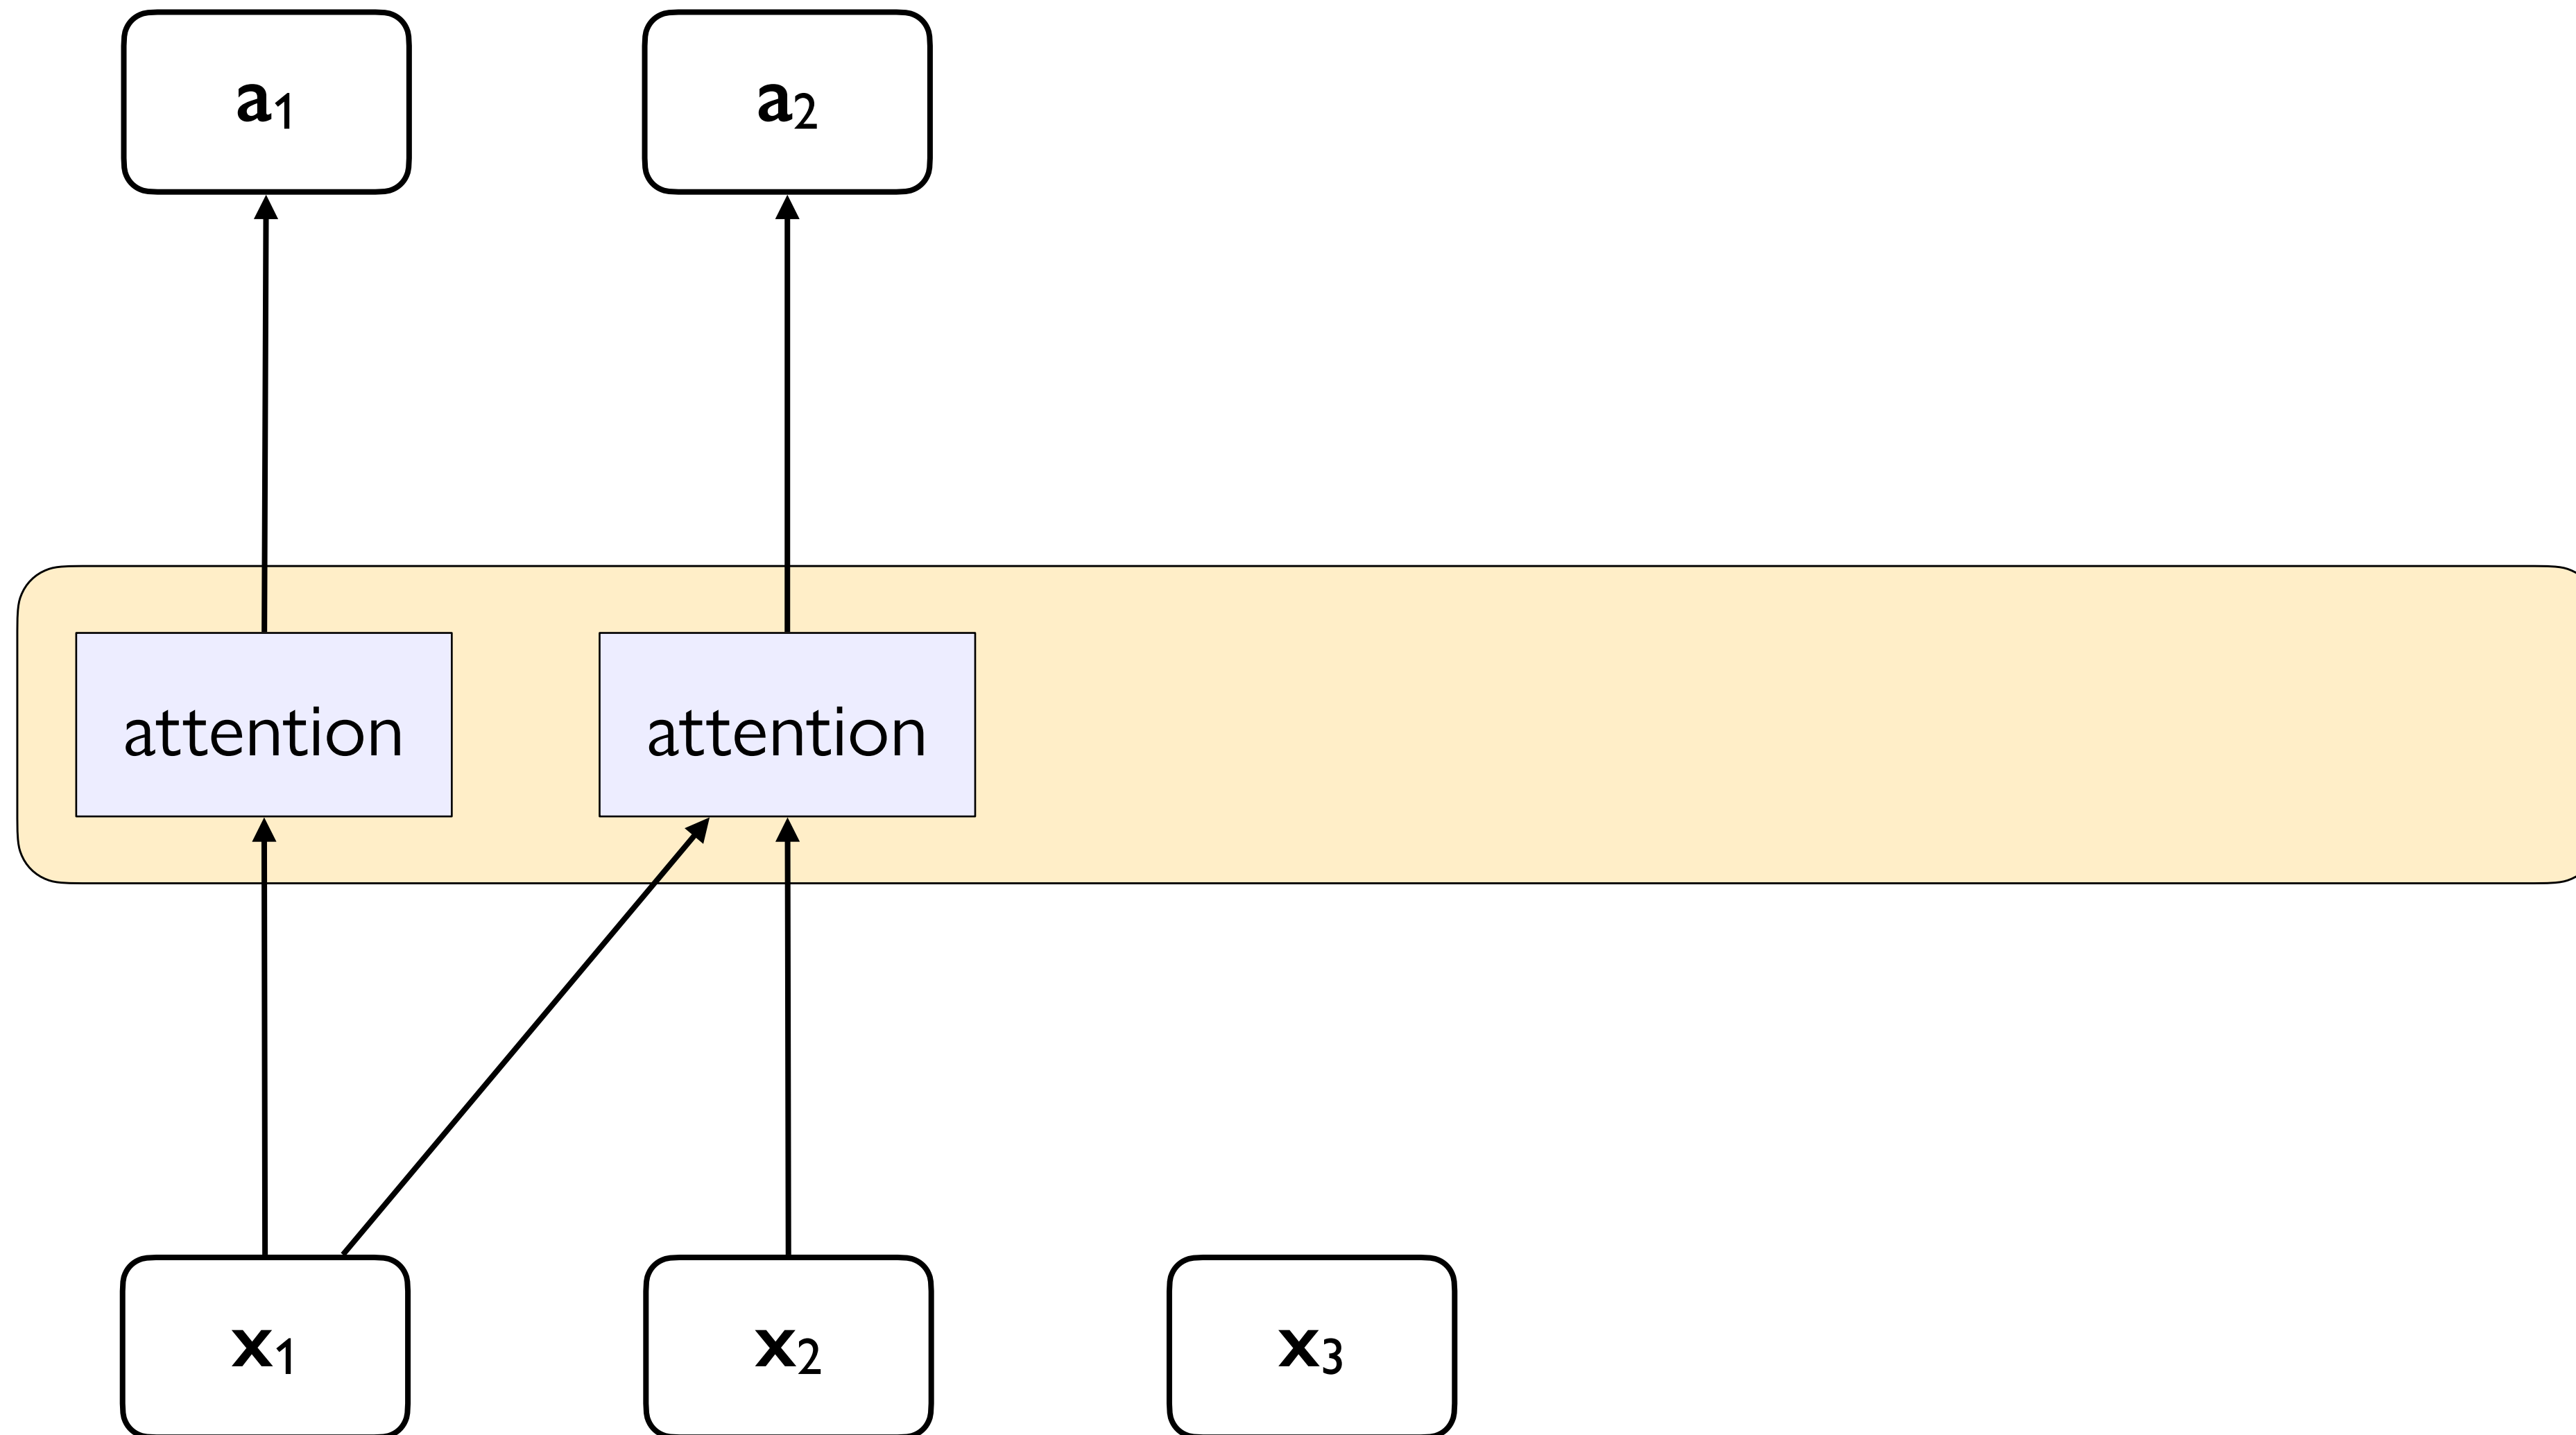 a1 a2
attention attention
x1 x2 x3